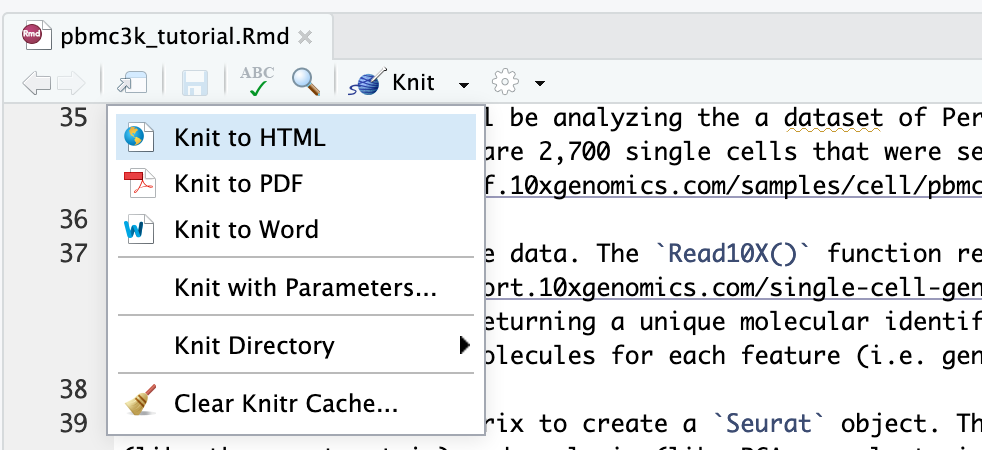 Rmd pbmc3k_tutorial.Rmd ×
ABC Knit
35 l be analyzing the a dataset of Per
Knit to HTML
are 2,700 single cells that were se
Knit to PDF
f.10xgenomics.com/samples/cell/pbmc
36
Knit to Word
37 e data. The `Read10X()` function re
Knit with Parameters...
ort.10xgenomics.com/single-cell-gen
eturning a unique molecular identif
Knit Directory
olecules for each feature (i.e. gen
38
Clear Knitr Cache...
39 rix to create a `Seurat` object. Th